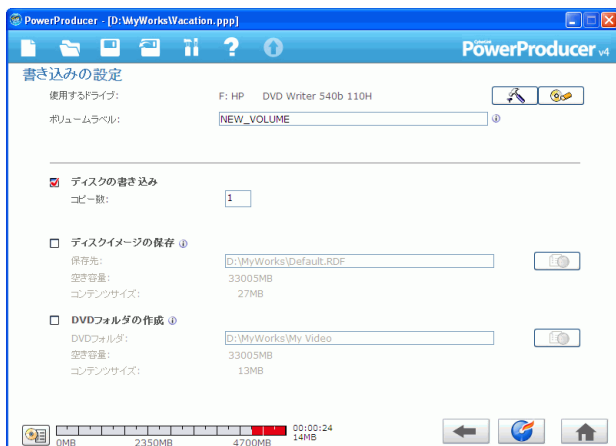 PowerProducer - [D:\MyWorks\Vacation.ppp]
CyberLink
PowerProducer v4
書き込みの設定
使用するドライブ: F: HP DVD Writer 540b 110H
ボリュームラベル: NEW_VOLUME
ディスクの書き込み
コピー数: 1
ディスクイメージの保存
保存先: D:\MyWorks\Default.RDF
空き容量: 33005MB
コンテンツサイズ: 27MB
DVDフォルダの作成
DVDフォルダ: D:\MyWorks\My Video
空き容量: 33005MB
コンテンツサイズ: 13MB
00:00:24
0MB 2350MB 4700MB 14MB